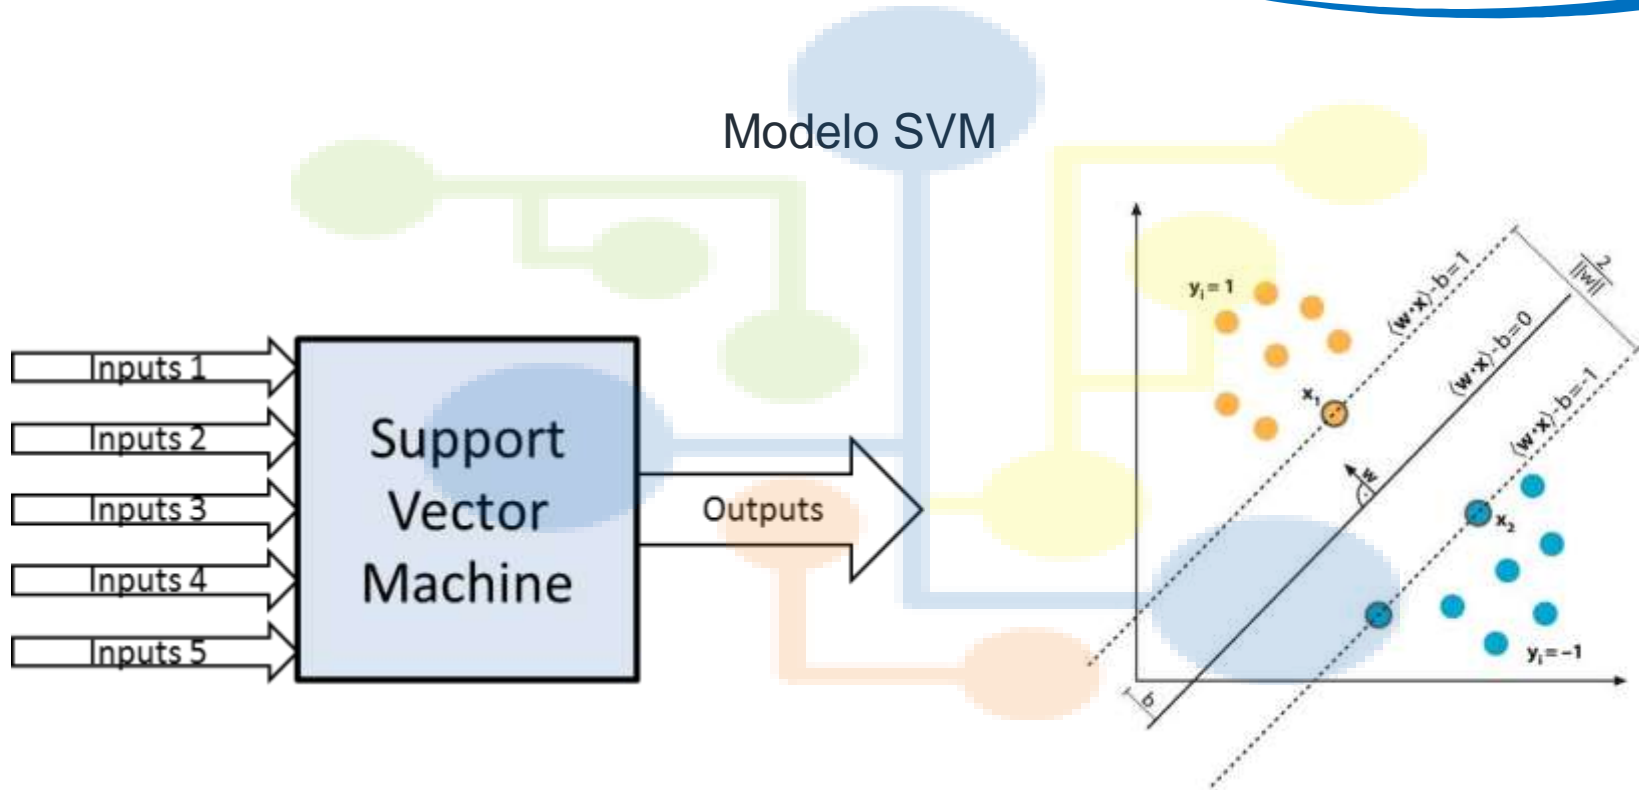 Modelo SVM
Inputs 1
Inputs 2
Inputs 3
Inputs 4
Inputs 5
Support
Vector
Machine
Outputs
yᵢ = 1
x₁
⟨w·x⟩-b=1
2
||w||
⟨w·x⟩-b=0
⟨w·x⟩-b=-1
w
x₂
yᵢ = –1
b